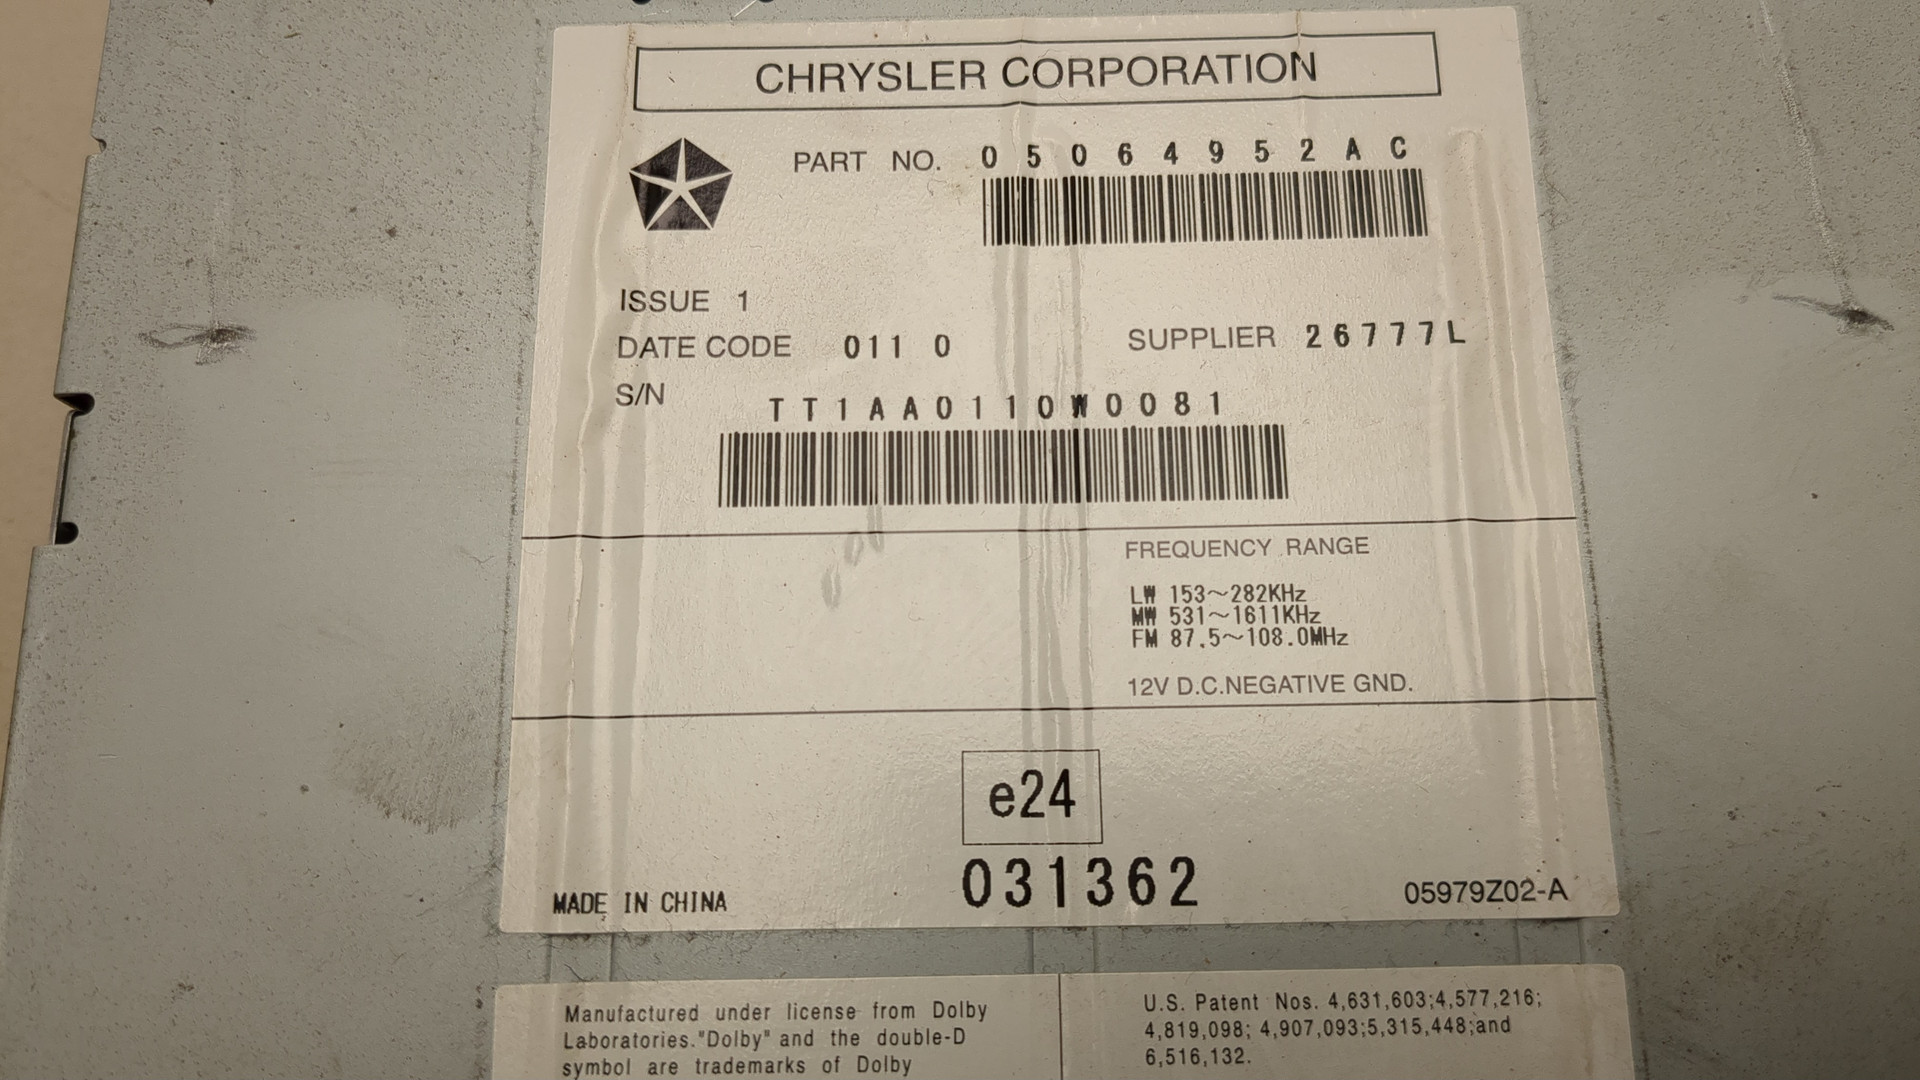 CHRYSLER CORPORATION
PART NO. 05064952AC
ISSUE 1
DATE CODE 011 0
SUPPLIER 26777L
S/N
TT1AA0110W0081
FREQUENCY RANGE
LW 153~282KHz
MW 531~1611KHz
FM 87.5~108.0MHz
12V D.C.NEGATIVE GND.
e24
031362
MADE IN CHINA
05979Z02-A
Manufactured under license from Dolby
Laboratories."Dolby" and the double-D
symbol are trademarks of Dolby
U.S. Patent Nos. 4,631,603;4,577,216;
4,819,098; 4,907,093;5,315,448;and
6,516,132.